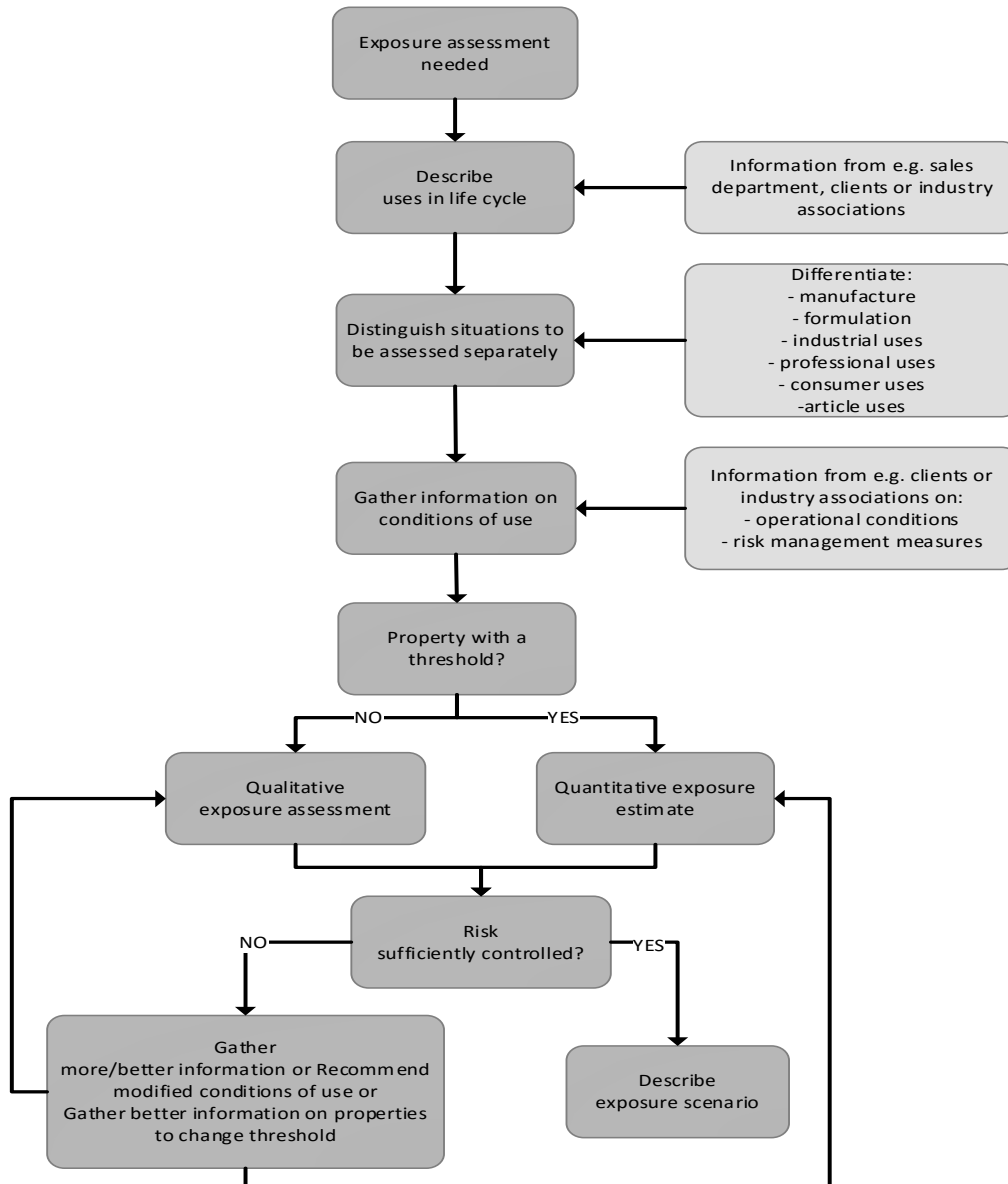 Exposure assessment
needed
Describe
uses in life cycle
Information from e.g. sales
department, clients or industry
associations
Distinguish situations to
be assessed separately
Differentiate:
- manufacture
- formulation
- industrial uses
- professional uses
- consumer uses
-article uses
Gather information on
conditions of use
Information from e.g. clients or
industry associations on:
- operational conditions
- risk management measures
Property with a
threshold?
NO
YES
Qualitative
exposure assessment
Quantitative exposure
estimate
Risk
sufficiently controlled?
NO
YES
Gather
more/better information or Recommend
modified conditions of use or
Gather better information on properties
to change threshold
Describe
exposure scenario